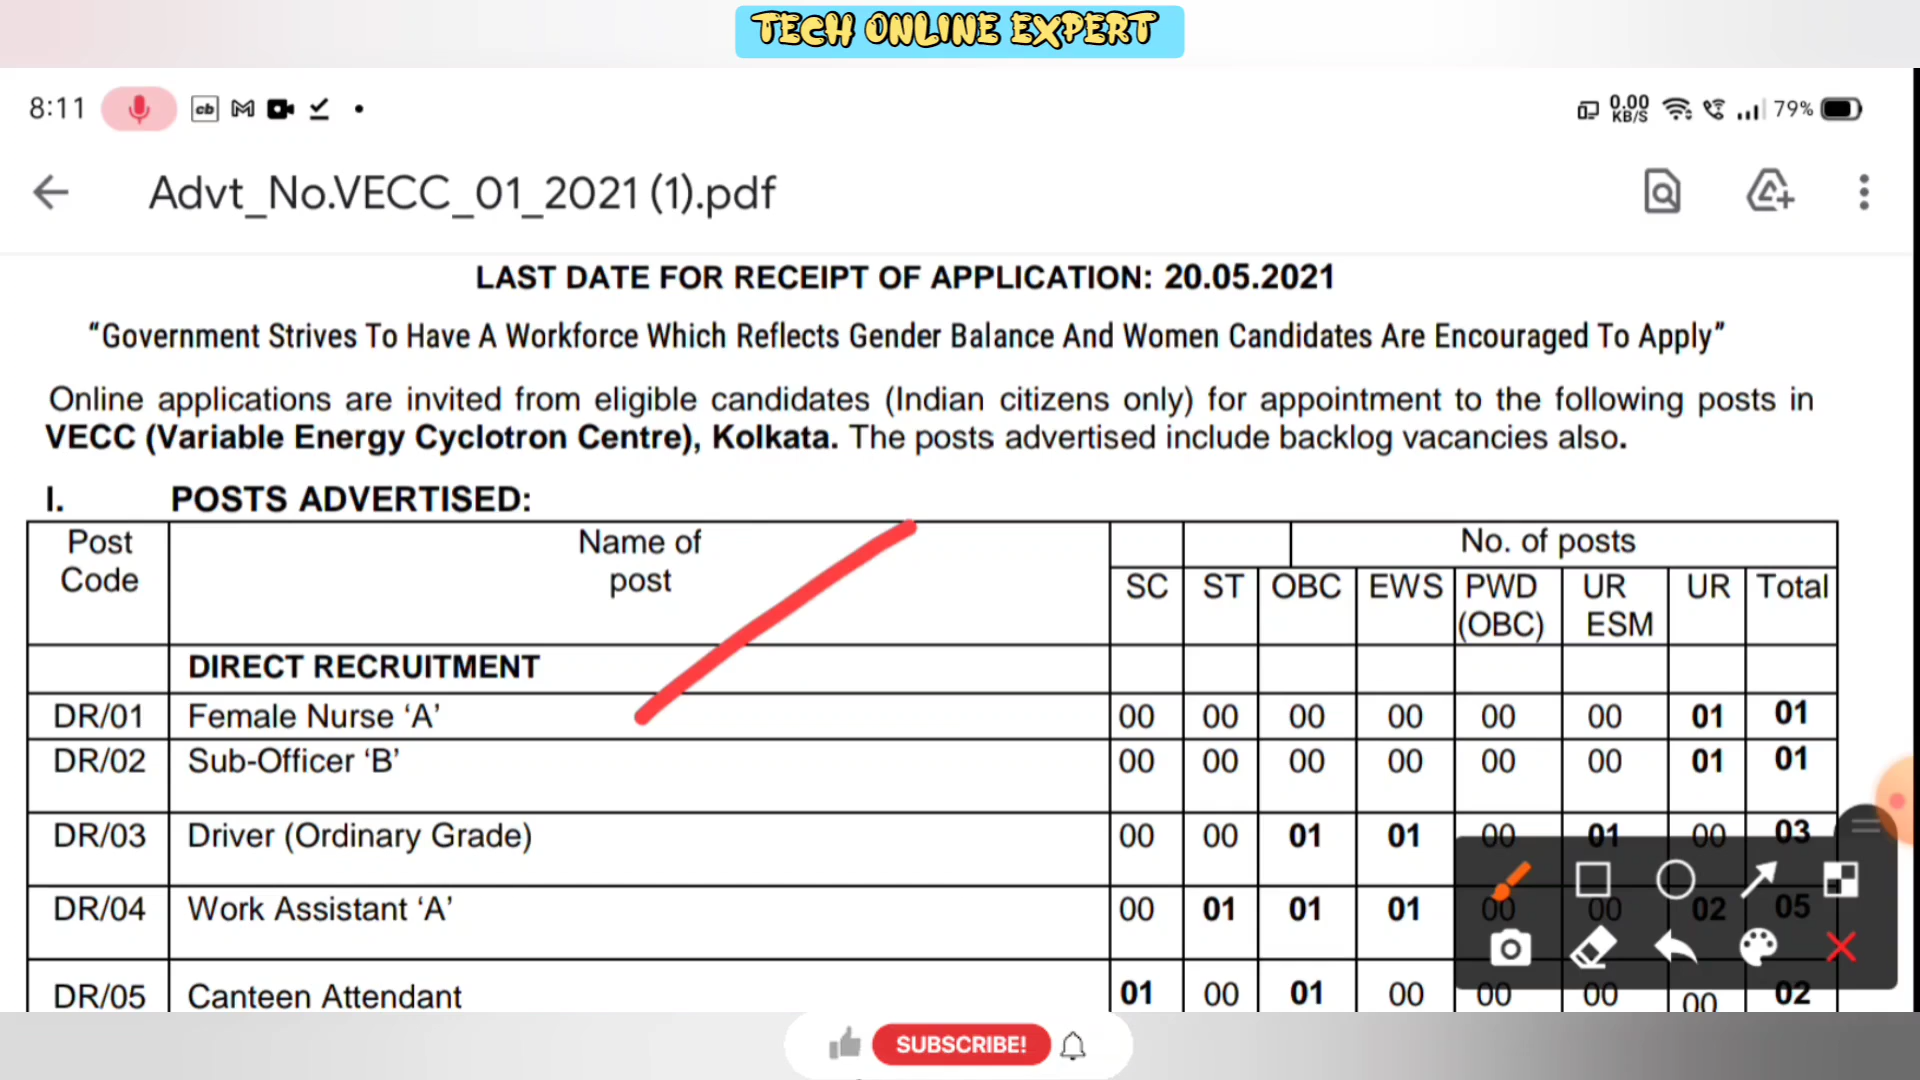 TECH ONLINE EXPERT
8:11 cb 0.00 KB/S 79%
Advt_No.VECC_01_2021 (1).pdf
LAST DATE FOR RECEIPT OF APPLICATION: 20.05.2021
“Government Strives To Have A Workforce Which Reflects Gender Balance And Women Candidates Are Encouraged To Apply”
Online applications are invited from eligible candidates (Indian citizens only) for appointment to the following posts in
VECC (Variable Energy Cyclotron Centre), Kolkata. The posts advertised include backlog vacancies also.
I. POSTS ADVERTISED:
Post Code Name of post No. of posts
SC ST OBC EWS PWD (OBC) UR ESM UR Total
DIRECT RECRUITMENT
DR/01 Female Nurse ‘A’ 00 00 00 00 00 00 01 01
DR/02 Sub-Officer ‘B’ 00 00 00 00 00 00 01 01
DR/03 Driver (Ordinary Grade) 00 00 01 01 00 01 00 03
DR/04 Work Assistant ‘A’ 00 01 01 01 00 00 02 05
DR/05 Canteen Attendant 01 00 01 00 00 00 00 02
SUBSCRIBE!